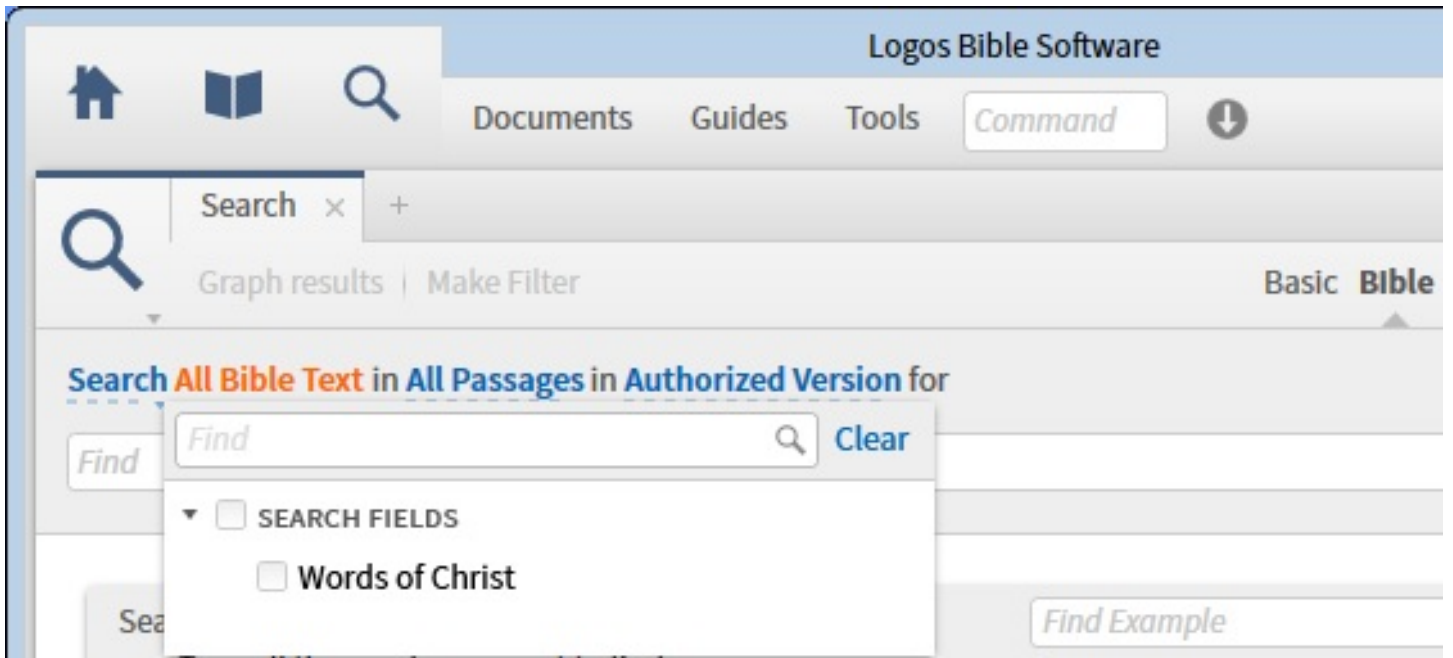 Logos Bible Software
Documents Guides Tools Command
Search × +
Graph results | Make Filter Basic BIble
Search All Bible Text in All Passages in Authorized Version for
Find Clear
Find
SEARCH FIELDS
Words of Christ
Sea Find Example